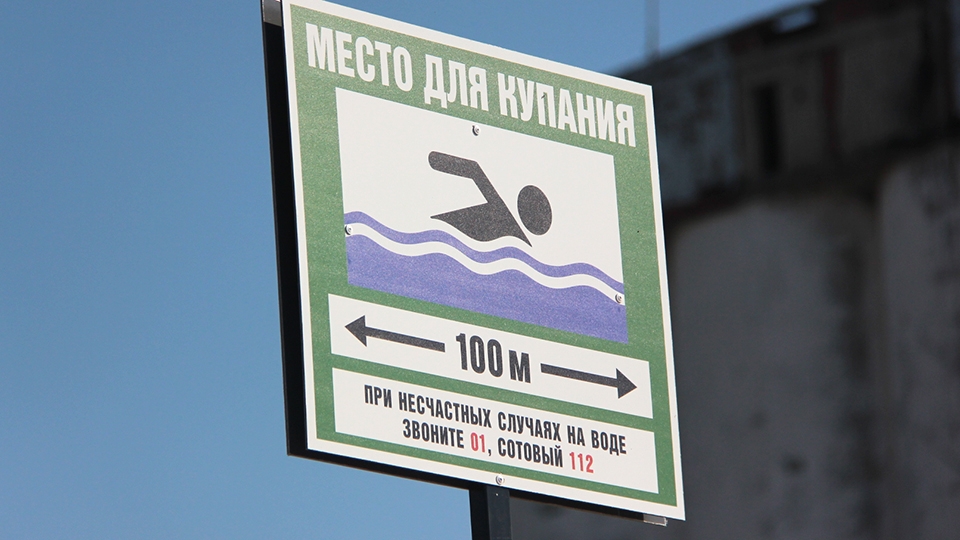 МЕСТО ДЛЯ КУПАНИЯ
100 М
ПРИ НЕСЧАСТНЫХ СЛУЧАЯХ НА ВОДЕ
ЗВОНИТЕ 01, СОТОВЫЙ 112